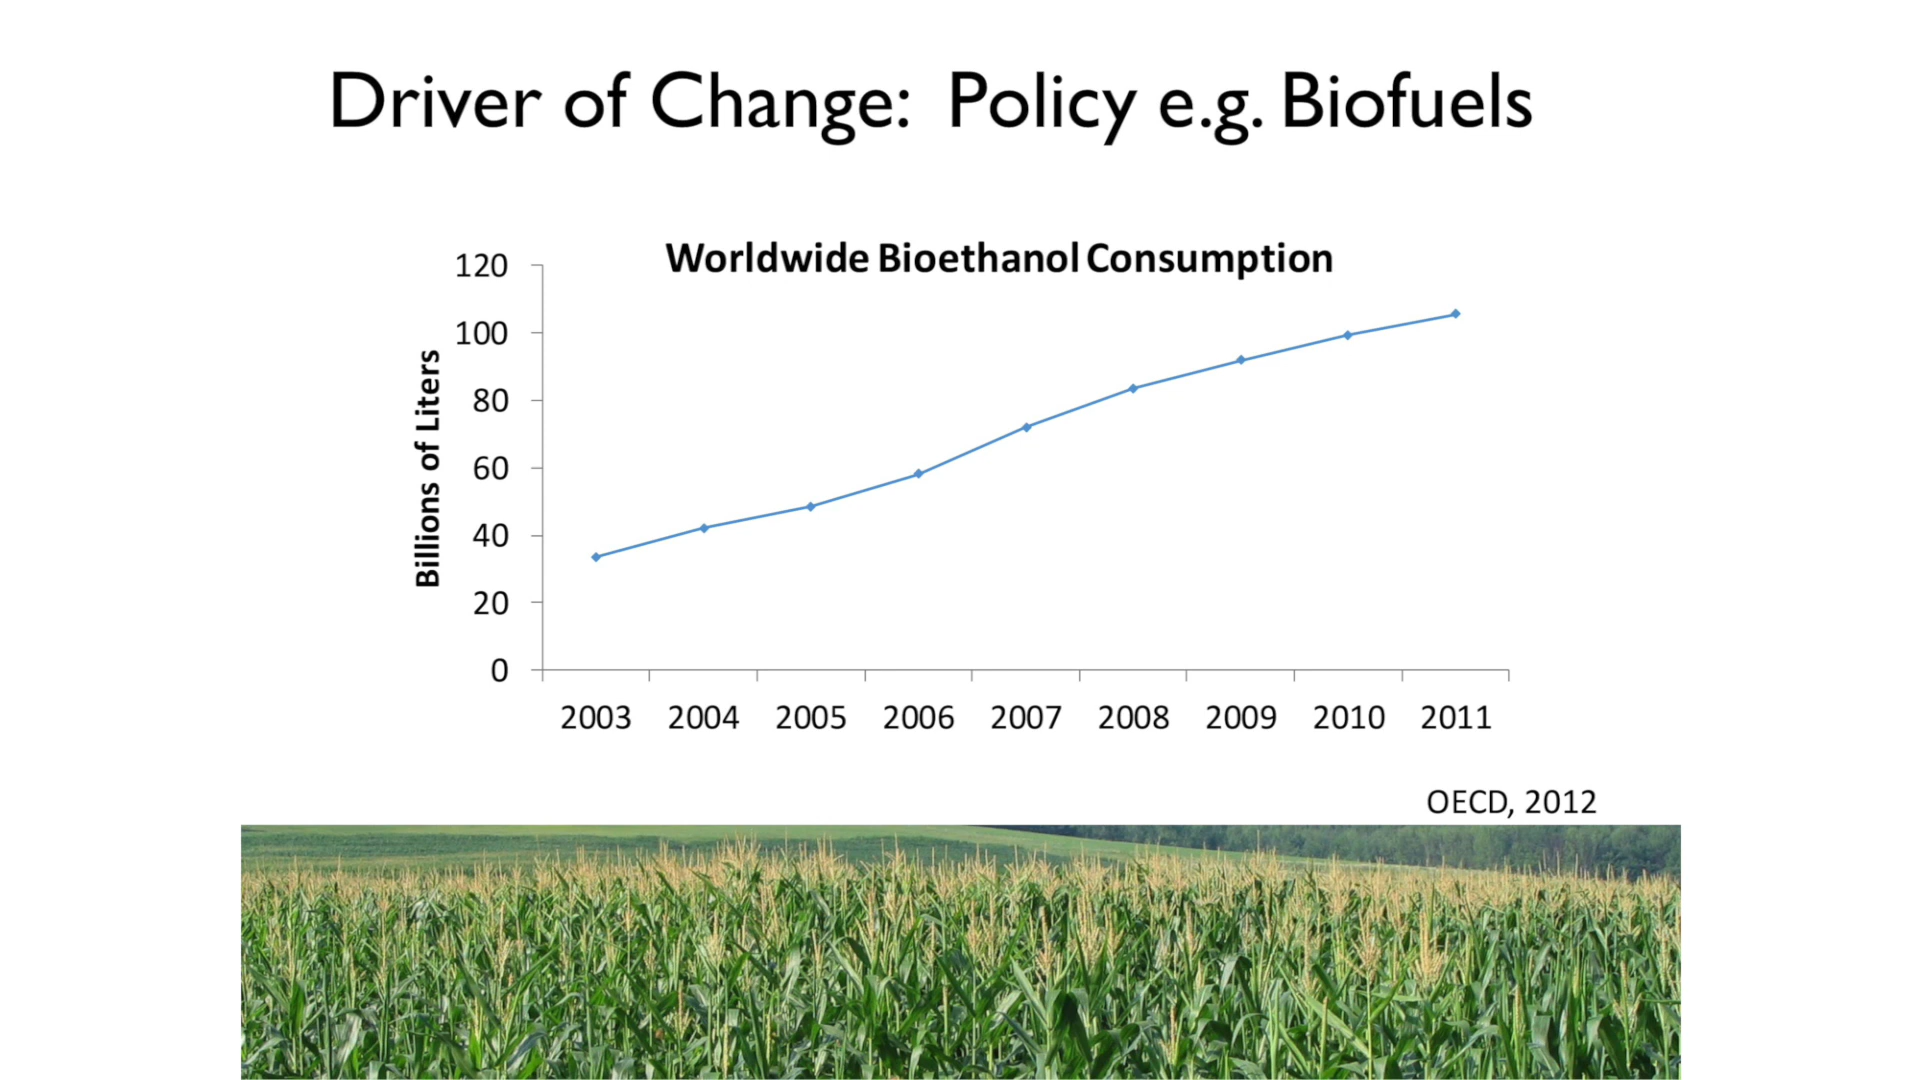 Driver of Change: Policy e.g. Biofuels
Worldwide Bioethanol Consumption
Billions of Liters
120
100
80
60
40
20
0
2003 2004 2005 2006 2007 2008 2009 2010 2011
OECD, 2012